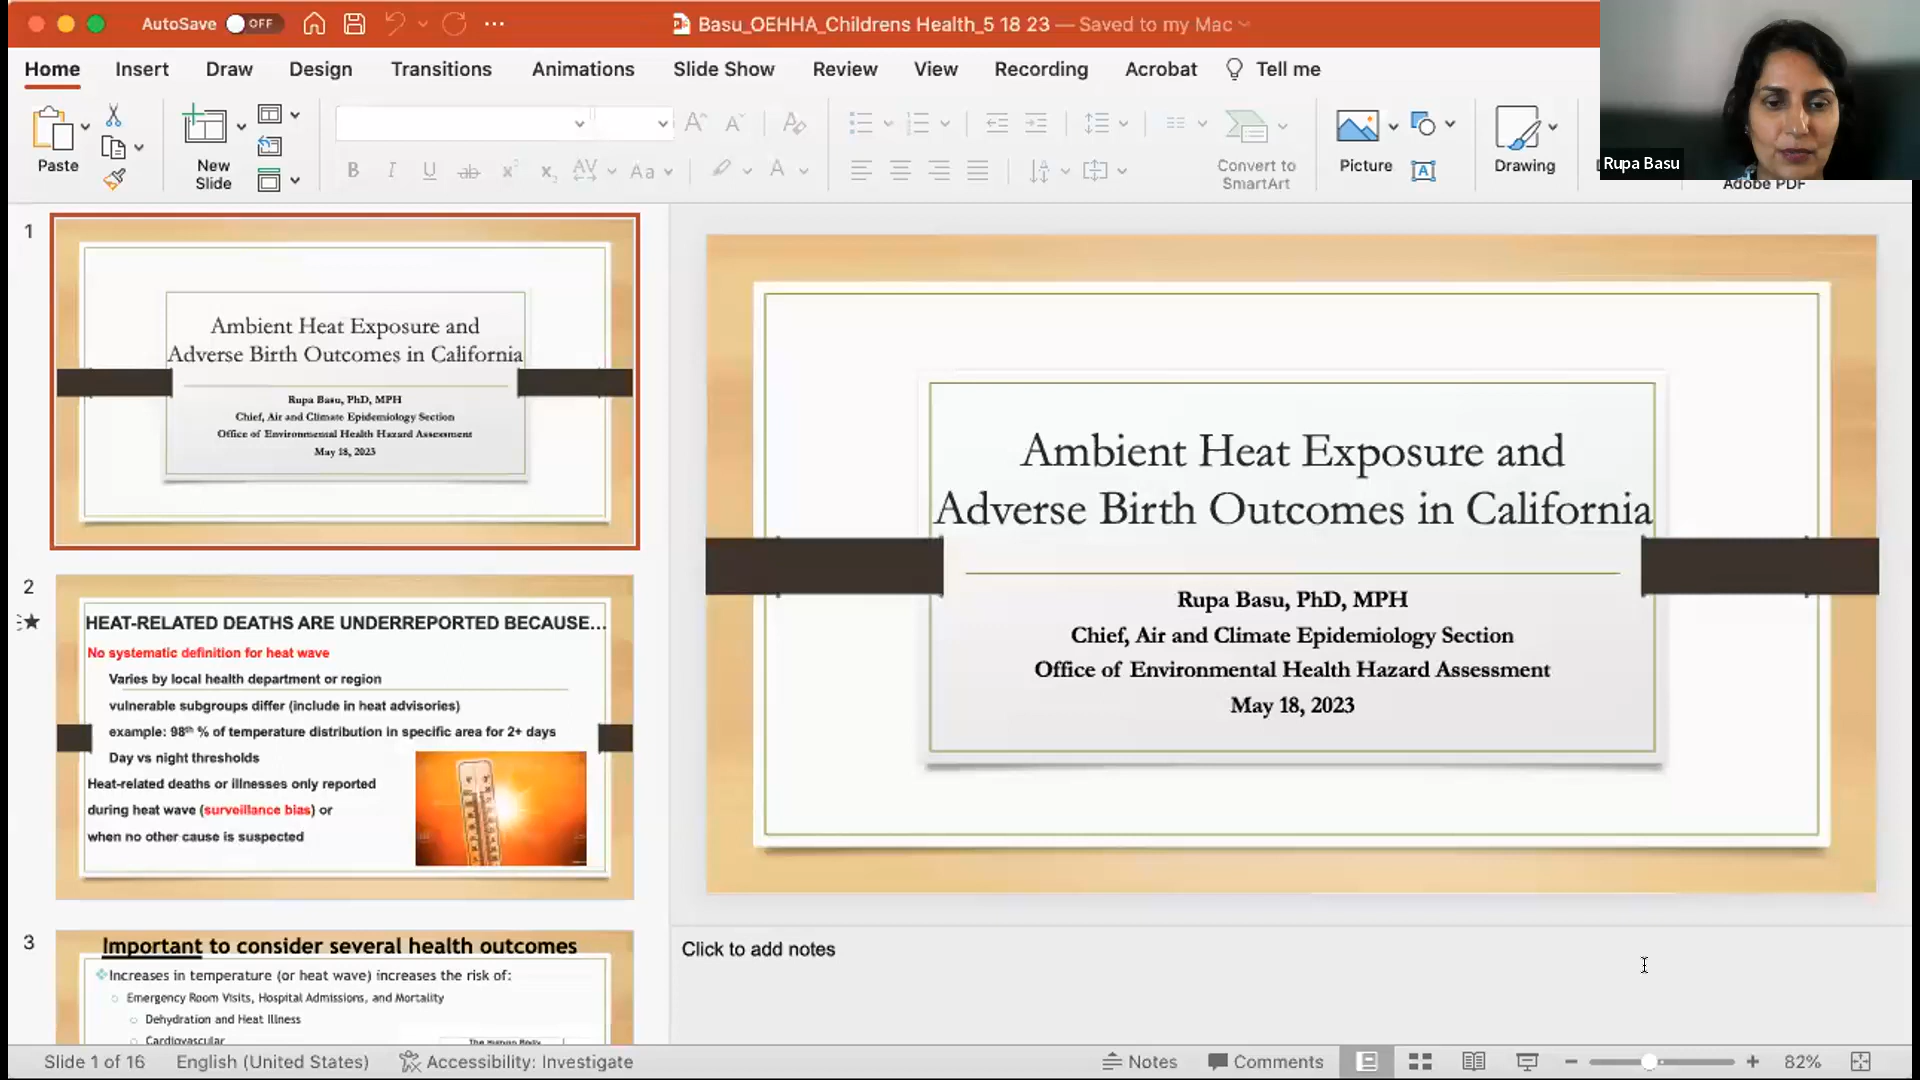 AutoSave OFF
Basu_OEHHA_Childrens Health_5 18 23 — Saved to my Mac
Home Insert Draw Design Transitions Animations Slide Show Review View Recording Acrobat Tell me
Paste
New
Slide
Convert to
SmartArt
Picture
Drawing
Adobe PDF
Rupa Basu
1
Ambient Heat Exposure and
Adverse Birth Outcomes in California
Rupa Basu, PhD, MPH
Chief, Air and Climate Epidemiology Section
Office of Environmental Health Hazard Assessment
May 18, 2023
2
HEAT-RELATED DEATHS ARE UNDERREPORTED BECAUSE...
No systematic definition for heat wave
Varies by local health department or region
vulnerable subgroups differ (include in heat advisories)
example: 98th % of temperature distribution in specific area for 2+ days
Day vs night thresholds
Heat-related deaths or illnesses only reported
during heat wave (surveillance bias) or
when no other cause is suspected
3
Important to consider several health outcomes
Increases in temperature (or heat wave) increases the risk of:
Emergency Room Visits, Hospital Admissions, and Mortality
Dehydration and Heat Illness
Cardiovascular
The Human Body
Ambient Heat Exposure and
Adverse Birth Outcomes in California
Rupa Basu, PhD, MPH
Chief, Air and Climate Epidemiology Section
Office of Environmental Health Hazard Assessment
May 18, 2023
Click to add notes
Slide 1 of 16 English (United States) Accessibility: Investigate
Notes Comments 82%